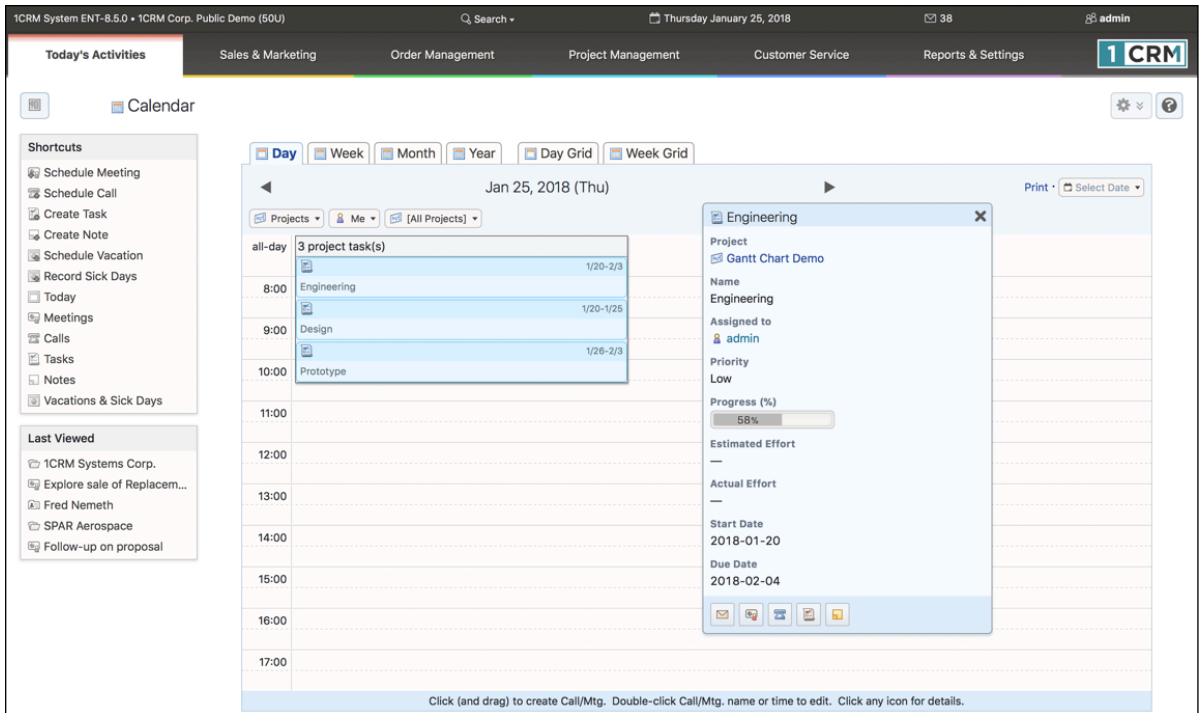 1CRM System ENT-8.5.0 • 1CRM Corp. Public Demo (50U)
Search
Thursday January 25, 2018
38
admin
Today's Activities
Sales & Marketing
Order Management
Project Management
Customer Service
Reports & Settings
1 CRM
Calendar
?
Shortcuts
Schedule Meeting
Schedule Call
Create Task
Create Note
Schedule Vacation
Record Sick Days
Today
Meetings
Calls
Tasks
Notes
Vacations & Sick Days
Last Viewed
1CRM Systems Corp.
Explore sale of Replacem...
Fred Nemeth
SPAR Aerospace
Follow-up on proposal
Day
Week
Month
Year
Day Grid
Week Grid
Jan 25, 2018 (Thu)
Print • Select Date
Projects
Me
[All Projects]
all-day
3 project task(s)
1/20-2/3
Engineering
1/20-1/25
Design
1/26-2/3
Prototype
8:00
9:00
10:00
11:00
12:00
13:00
14:00
15:00
16:00
17:00
Engineering
Project
Gantt Chart Demo
Name
Engineering
Assigned to
admin
Priority
Low
Progress (%)
58%
Estimated Effort
—
Actual Effort
—
Start Date
2018-01-20
Due Date
2018-02-04
Click (and drag) to create Call/Mtg. Double-click Call/Mtg. name or time to edit. Click any icon for details.